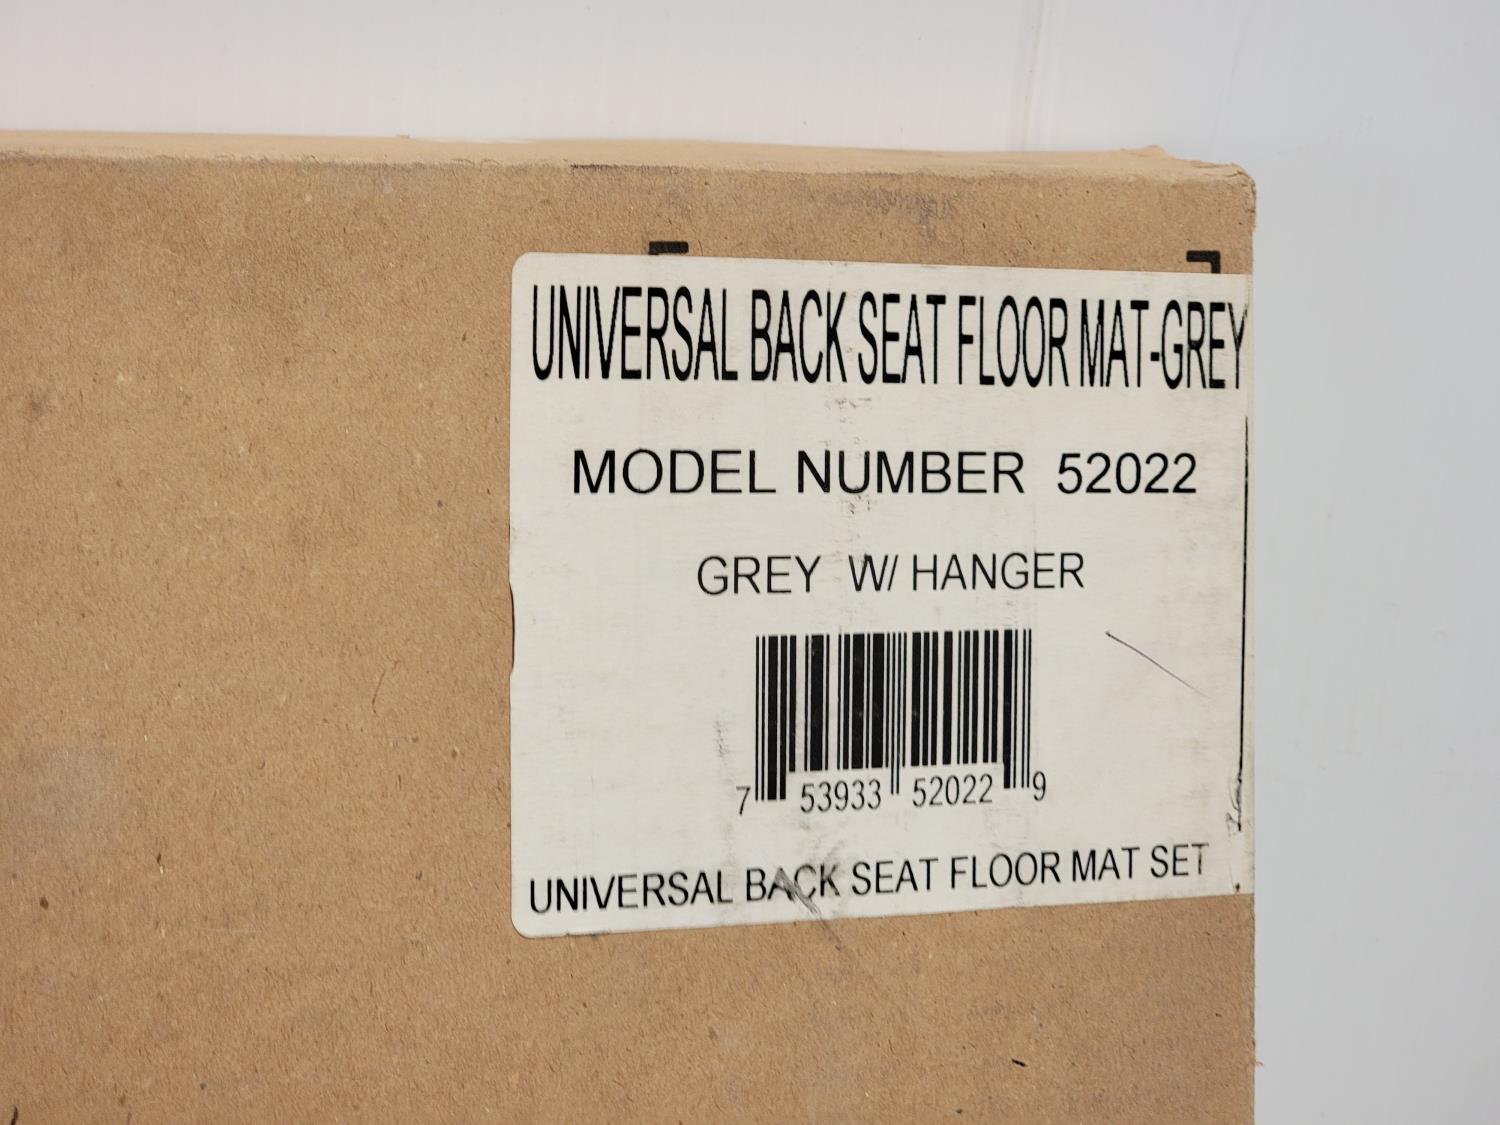 UNIVERSAL BACK SEAT FLOOR MAT-GREY
MODEL NUMBER 52022
GREY W/ HANGER
7 53933 52022 9
UNIVERSAL BACK SEAT FLOOR MAT SET